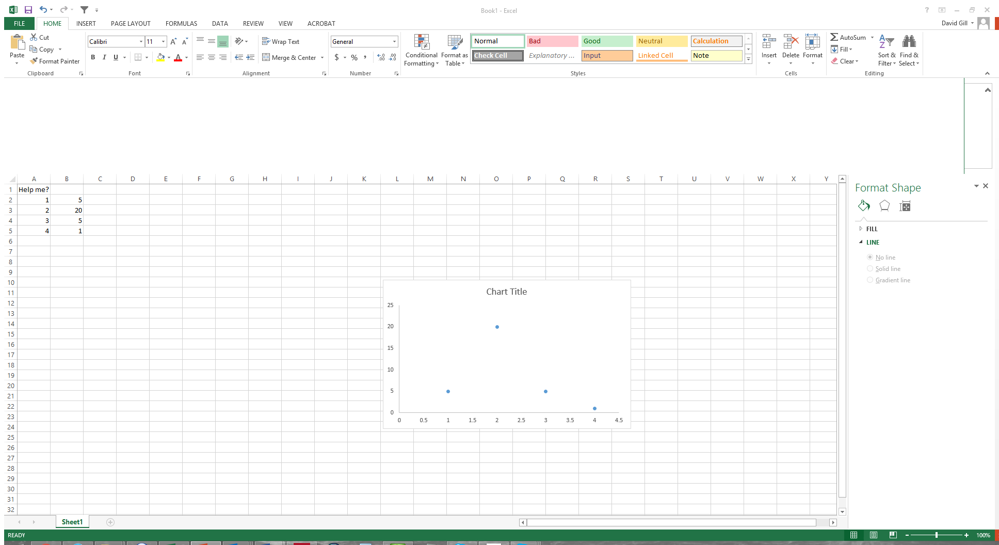 Book1 - Excel
?
FILE HOME INSERT PAGE LAYOUT FORMULAS DATA REVIEW VIEW ACROBAT David Gill
Paste
Cut
Copy
Format Painter
Clipboard
Calibri 11
B I U
Font
Wrap Text
Merge & Center
Alignment
General
$ % ,
Number
Conditional Formatting
Format as Table
Normal Bad Good Neutral Calculation
Check Cell Explanatory ... Input Linked Cell Note
Styles
Insert Delete Format
Cells
AutoSum
Fill
Clear
Sort & Filter
Find & Select
Editing
A B C D E F G H I J K L M N O P Q R S T U V W X Y
1 Help me?
2 1 5
3 2 20
4 3 5
5 4 1
6
7
8
9
10
11
12
13
14
15
16
17
18
19
20
21
22
23
24
25
26
27
28
29
30
31
32
Chart Title
25
20
15
10
5
0
0 0.5 1 1.5 2 2.5 3 3.5 4 4.5
Format Shape
FILL
LINE
No line
Solid line
Gradient line
Sheet1
READY 100%